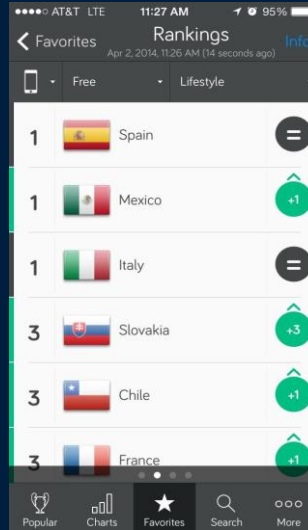 AT&T LTE 11:27 AM 95%
Favorites Rankings Info
Apr 2, 2014, 11:26 AM (14 seconds ago)
Free Lifestyle
1 Spain =
1 Mexico +1
1 Italy =
3 Slovakia +3
3 Chile +1
3 France +1
Popular Charts Favorites Search More